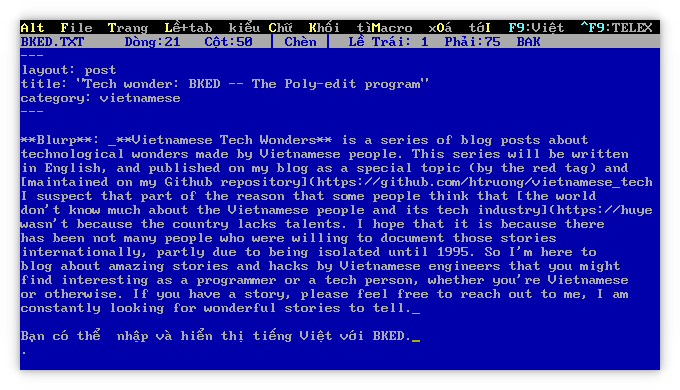 Alt File Trang Lề+tab kiểu Chữ Khối tìMacro xOá tớI F9:Việt ^F9:TELEX
BKED.TXT Dòng:21 Cột:50 | Chèn | Lề Trái: 1 Phải:75 BAK
---
layout: post
title: "Tech wonder: BKED -- The Poly-edit program"
category: vietnamese
---
**Blurp**: _**Vietnamese Tech Wonders** is a series of blog posts about
technological wonders made by Vietnamese people. This series will be written
in English, and published on my blog as a special topic (by the red tag) and
[maintained on my Github repository](https://github.com/htruong/vietnamese_tech
I suspect that part of the reason that some people think that [the world
don't know much about the Vietnamese people and its tech industry](https://huye
wasn't because the country lacks talents. I hope that it is because there
has been not many people who were willing to document those stories
internationally, partly due to being isolated until 1995. So I'm here to
blog about amazing stories and hacks by Vietnamese engineers that you might
find interesting as a programmer or a tech person, whether you're Vietnamese
or otherwise. If you have a story, please feel free to reach out to me, I am
constantly looking for wonderful stories to tell._
Bạn có thể nhập và hiển thị tiếng Việt với BKED._
.